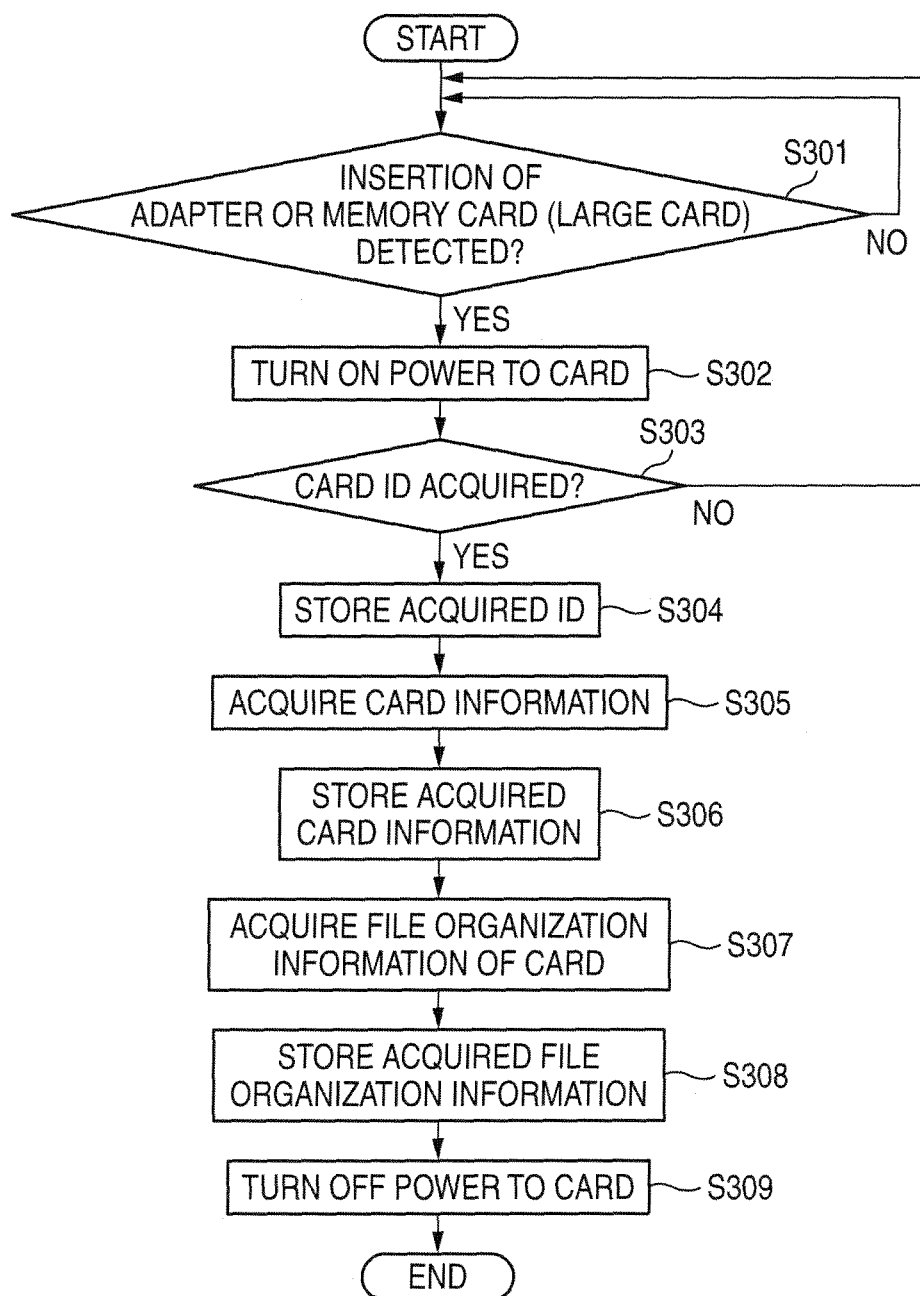 START
S301
INSERTION OF
ADAPTER OR MEMORY CARD (LARGE CARD)
DETECTED?
NO
YES
TURN ON POWER TO CARD
S302
S303
CARD ID ACQUIRED?
NO
YES
STORE ACQUIRED ID
S304
ACQUIRE CARD INFORMATION
S305
STORE ACQUIRED
CARD INFORMATION
S306
ACQUIRE FILE ORGANIZATION
INFORMATION OF CARD
S307
STORE ACQUIRED FILE
ORGANIZATION INFORMATION
S308
TURN OFF POWER TO CARD
S309
END